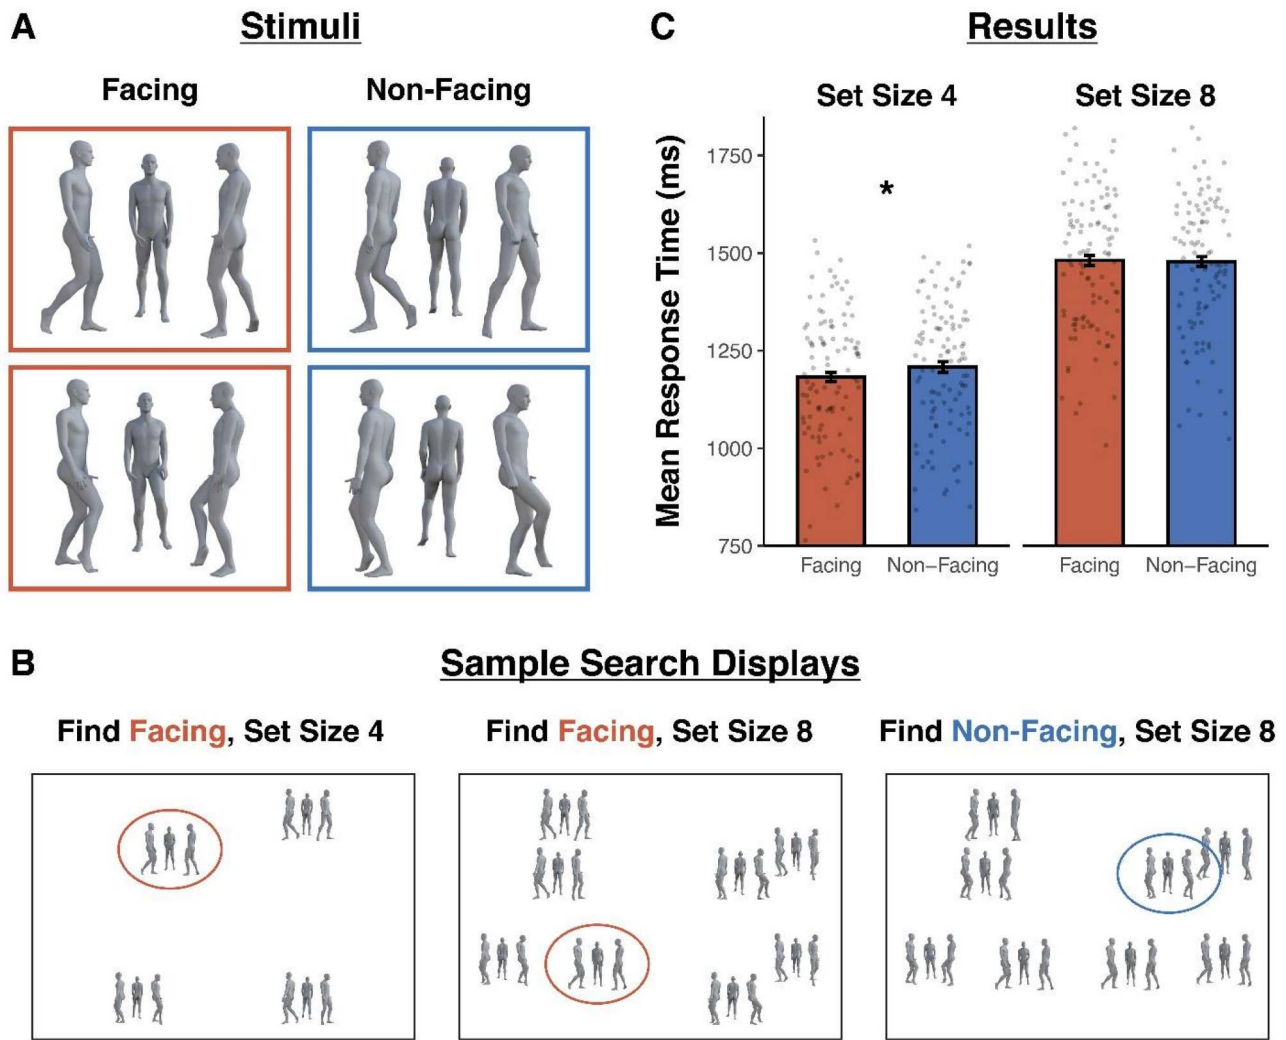 A
Stimuli
Facing
Non-Facing
C
Results
Set Size 4
Set Size 8
Mean Response Time (ms)
1750
1500
1250
1000
750
*
Facing
Non−Facing
Facing
Non−Facing
B
Sample Search Displays
Find Facing, Set Size 4
Find Facing, Set Size 8
Find Non-Facing, Set Size 8